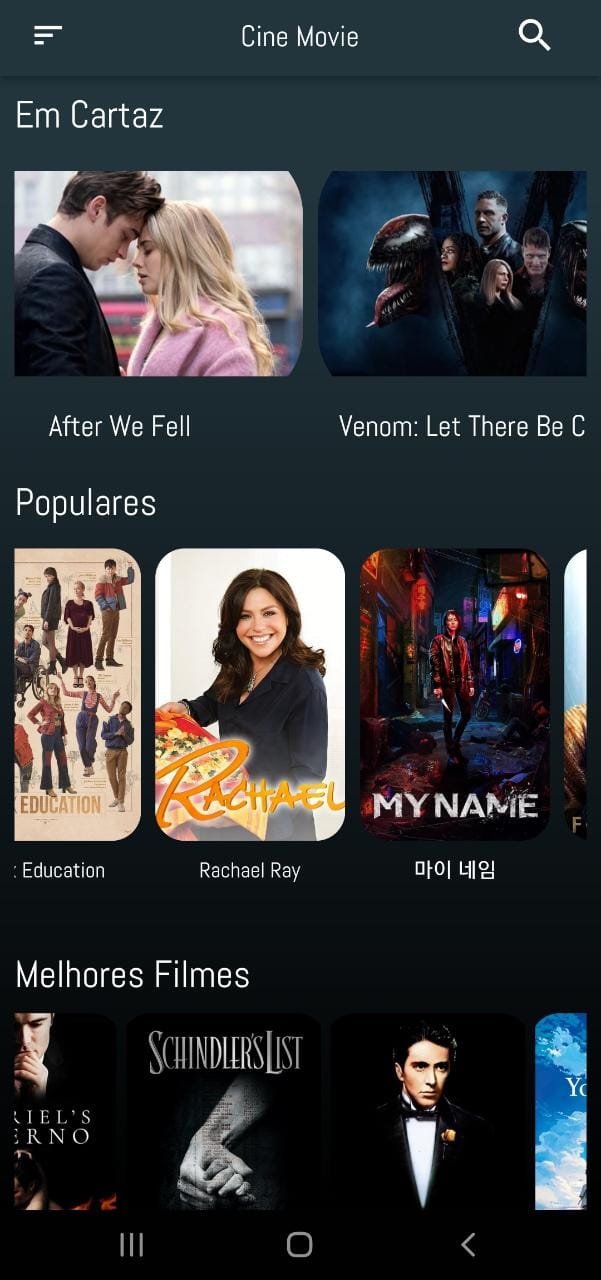 Cine Movie
Em Cartaz
After We Fell
Venom: Let There Be C
Populares
EDUCATION
RACHAEL
MY NAME
F
Education
Rachael Ray
마이 네임
Melhores Filmes
RIEL'S
ERNO
SCHINDLER'S LIST
Yo